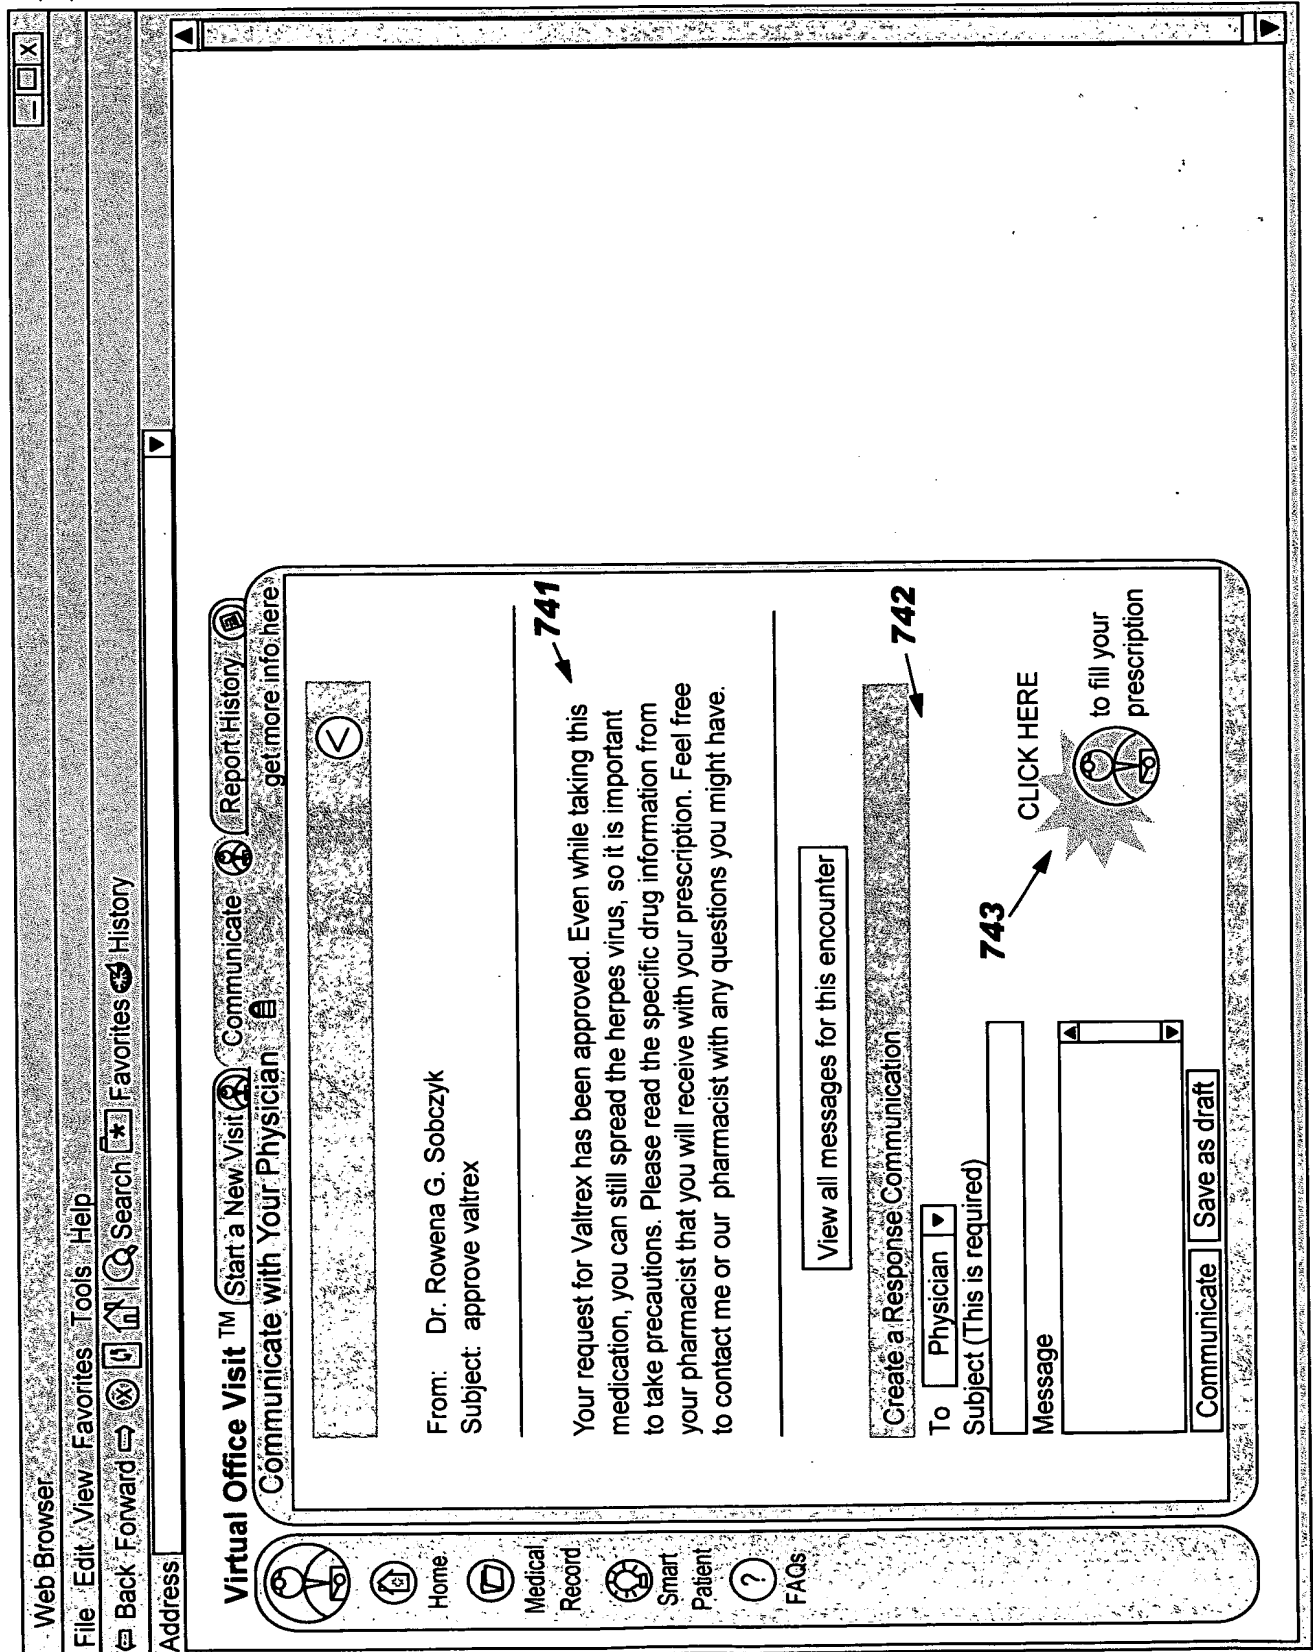 Web Browser
File Edit View Favorites Tools Help
Back Forward Search Favorites History
Address
Virtual Office Visit ™ Start a New Visit Communicate Report History
Communicate with Your Physician get more info here
Home
Medical
Record
Smart
Patient
? FAQs
From: Dr. Rowena G. Sobczyk
Subject: approve valtrex
Your request for Valtrex has been approved. Even while taking this
medication, you can still spread the herpes virus, so it is important
to take precautions. Please read the specific drug information from
your pharmacist that you will receive with your prescription. Feel free
to contact me or our pharmacist with any questions you might have.
741
View all messages for this encounter
Create a Response Communication
742
To Physician
Subject (This is required)
Message
Communicate Save as draft
743
CLICK HERE
to fill your
prescription